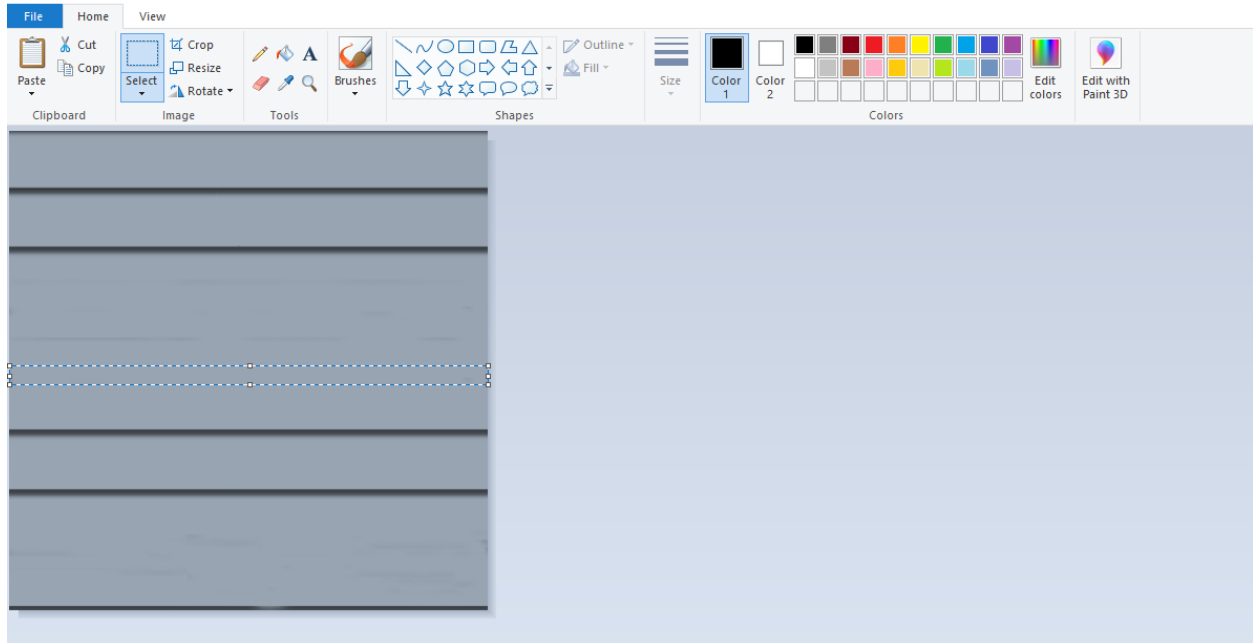 File Home View
Paste Cut Copy Select Crop Resize Rotate A Brushes Outline Fill Size Color 1 Color 2 Edit colors Edit with Paint 3D
Clipboard Image Tools Shapes Colors